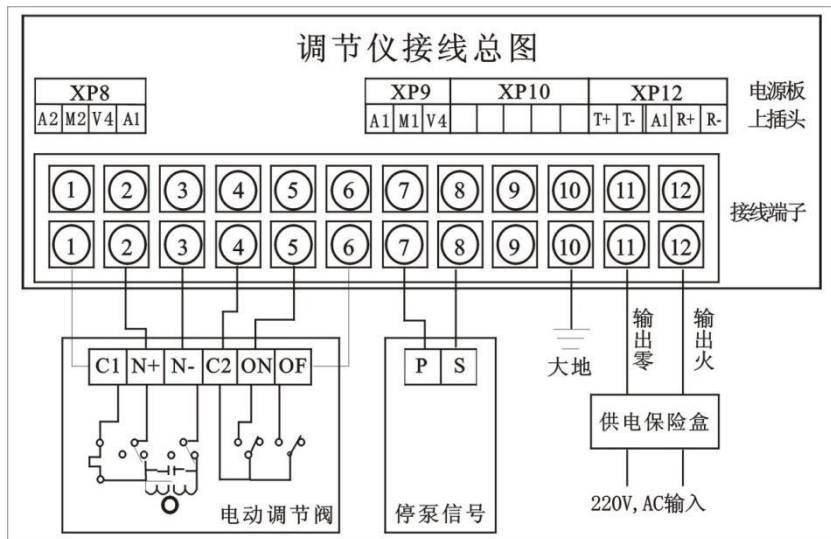 调节仪接线总图
XP8 XP9 XP10 XP12 电源板
A2 M2 V4 A1 A1 M1 V4 T+ T- A1 R+ R- 上插头
1 2 3 4 5 6 7 8 9 10 11 12
接线端子
1 2 3 4 5 6 7 8 9 10 11 12
C1 N+ N- C2 ON OF
P S
大地
输出零
输出火
供电保险盒
220V,AC输入
电动调节阀
停泵信号